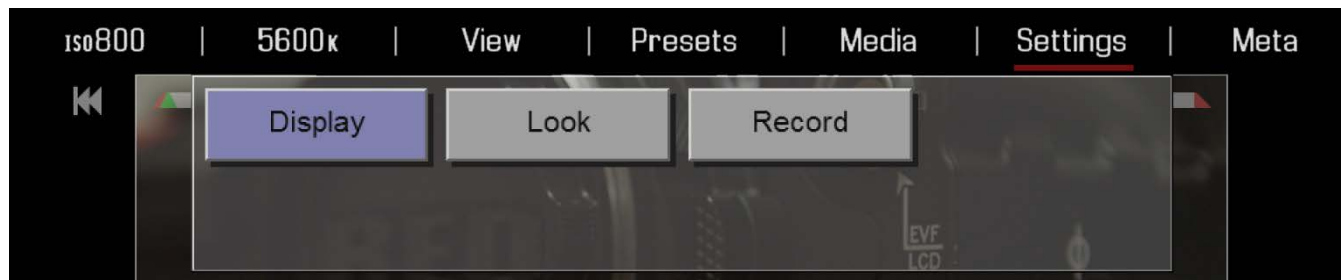 ISO800 | 5600K | View | Presets | Media | Settings | Meta
Display Look Record
EVF
LCD